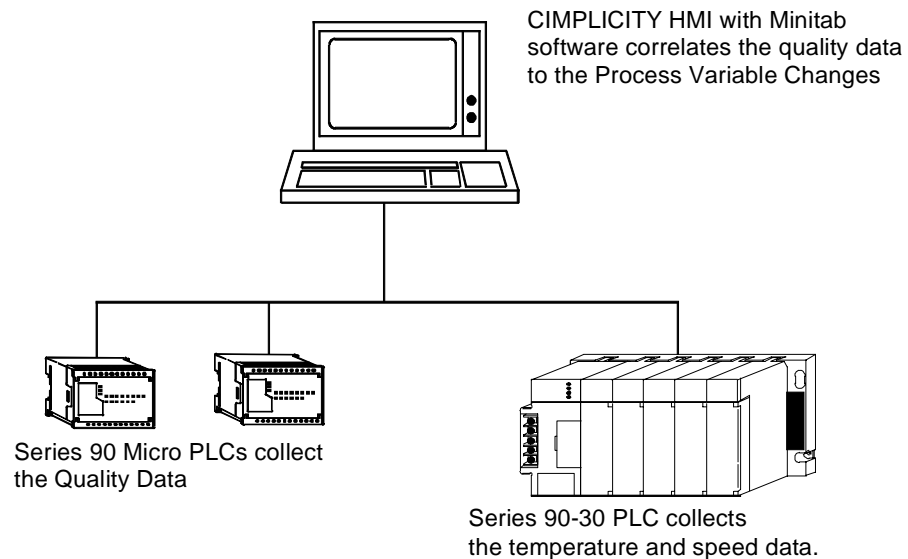 CIMPLICITY HMI with Minitab
software correlates the quality data
to the Process Variable Changes
Series 90 Micro PLCs collect
the Quality Data
Series 90-30 PLC collects
the temperature and speed data.